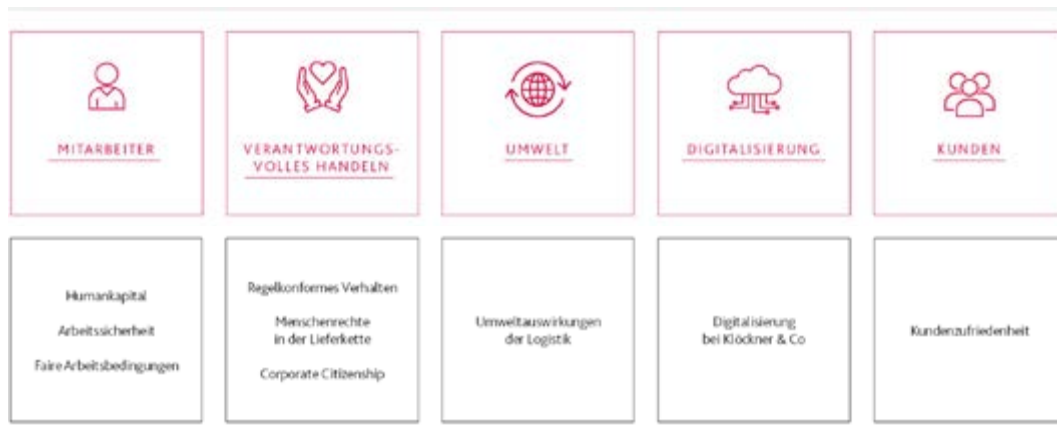 MITARBEITER
VERANTWORTUNGS-
VOLLES HANDELN
UMWELT
DIGITALISIERUNG
KUNDEN
Humankapital
Arbeitssicherheit
Faire Arbeitsbedingungen
Regelkonformes Verhalten
Menschenrechte
in der Lieferkette
Corporate Citizenship
Umweltauswirkungen
der Logistik
Digitalisierung
bei Klöckner & Co
Kundenzufriedenheit